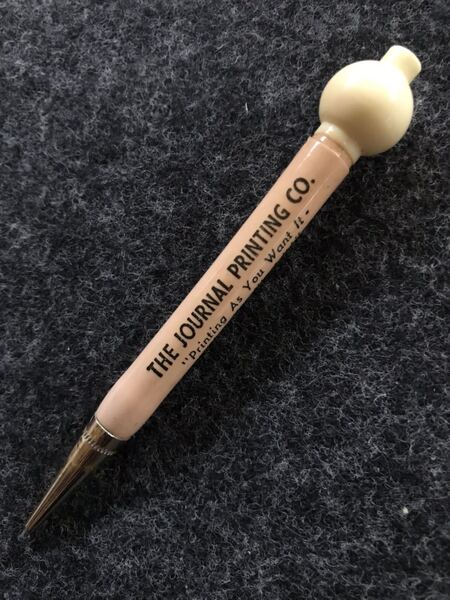 THE JOURNAL PRINTING CO.
"Printing As You Want It -